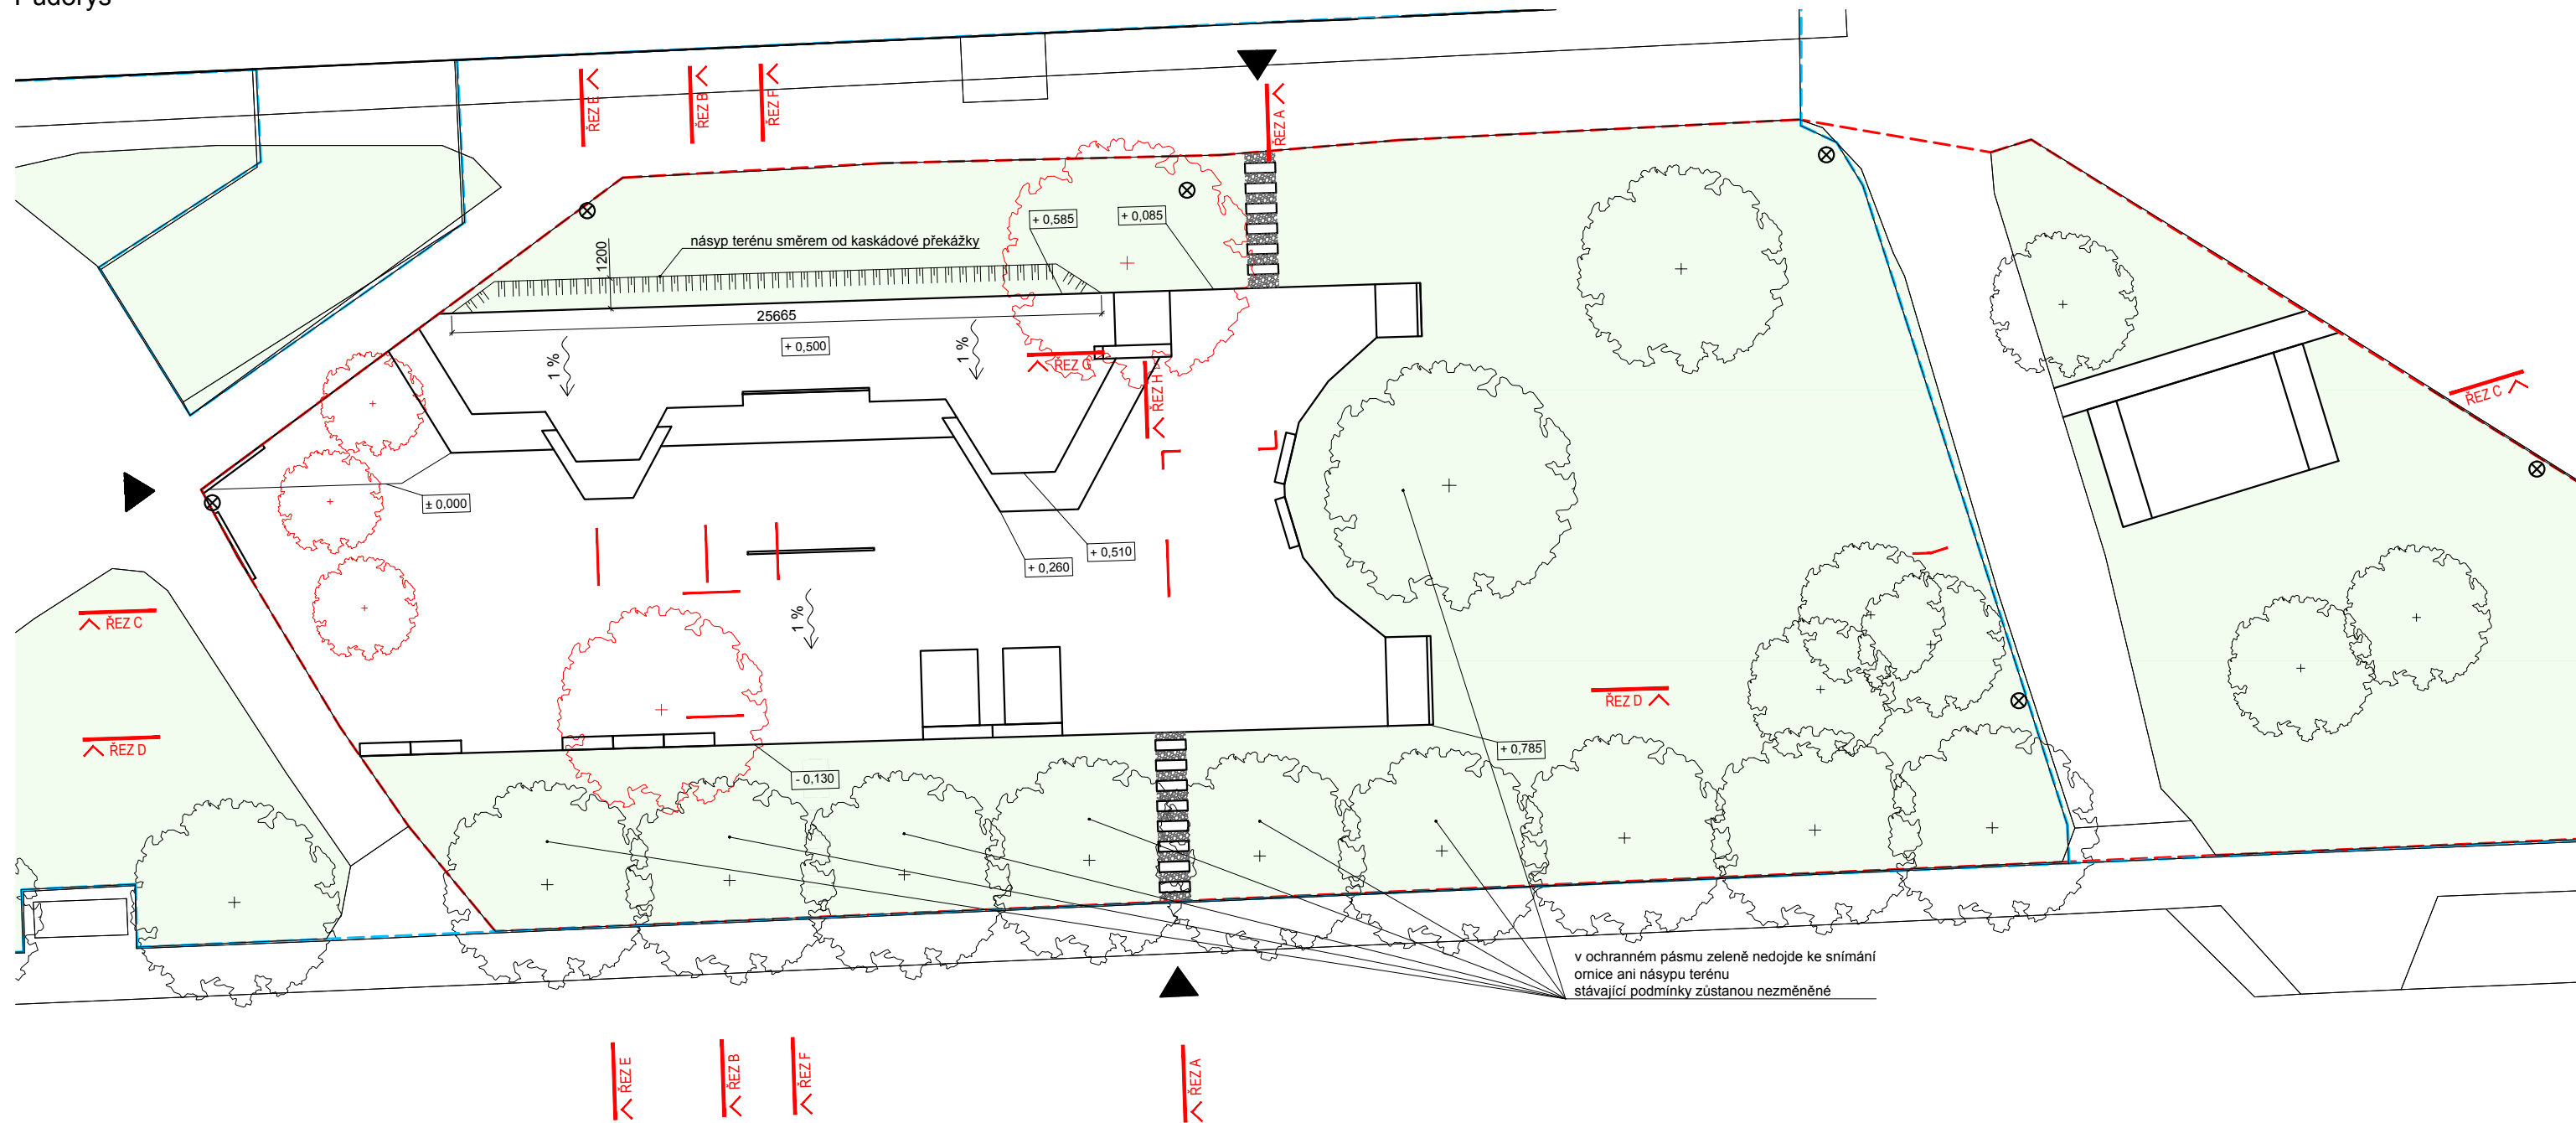 Půdorys
ŘEZ E
ŘEZ B
ŘEZ F
ŘEZ A
+ 0,585
+ 0,085
násyp terénu směrem od kaskádové překážky
1200
25665
+ 0,500
1 %
1 %
ŘEZ G
ŘEZ H
ŘEZ C
± 0,000
+ 0,510
+ 0,260
1 %
ŘEZ C
ŘEZ D
ŘEZ D
+ 0,785
- 0,130
v ochranném pásmu zeleně nedojde ke snímání
ornice ani násypu terénu
stávající podmínky zůstanou nezměněné
ŘEZ E
ŘEZ B
ŘEZ F
ŘEZ A